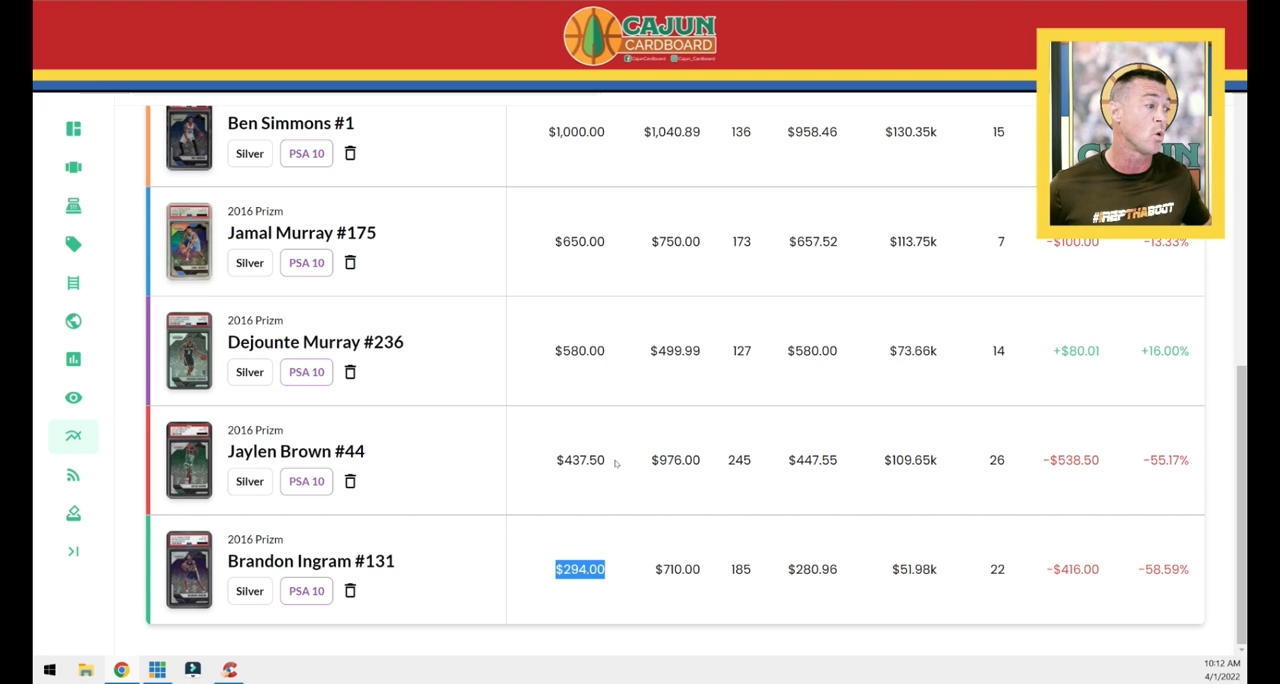 CAJUN
CARDBOARD
CajunCardboard Cajun_Cardboard
Ben Simmons #1
$1,000.00 $1,040.89 136 $958.46 $130.35k 15
Silver PSA 10
2016 Prizm
Jamal Murray #175
$650.00 $750.00 173 $657.52 $113.75k 7 -$100.00 -13.33%
Silver PSA 10
2016 Prizm
Dejounte Murray #236
$580.00 $499.99 127 $580.00 $73.66k 14 +$80.01 +16.00%
Silver PSA 10
2016 Prizm
Jaylen Brown #44
$437.50 $976.00 245 $447.55 $109.65k 26 -$538.50 -55.17%
Silver PSA 10
2016 Prizm
Brandon Ingram #131
$294.00 $710.00 185 $280.96 $51.98k 22 -$416.00 -58.59%
Silver PSA 10
#REPTHABOOT
10:12 AM
4/1/2022